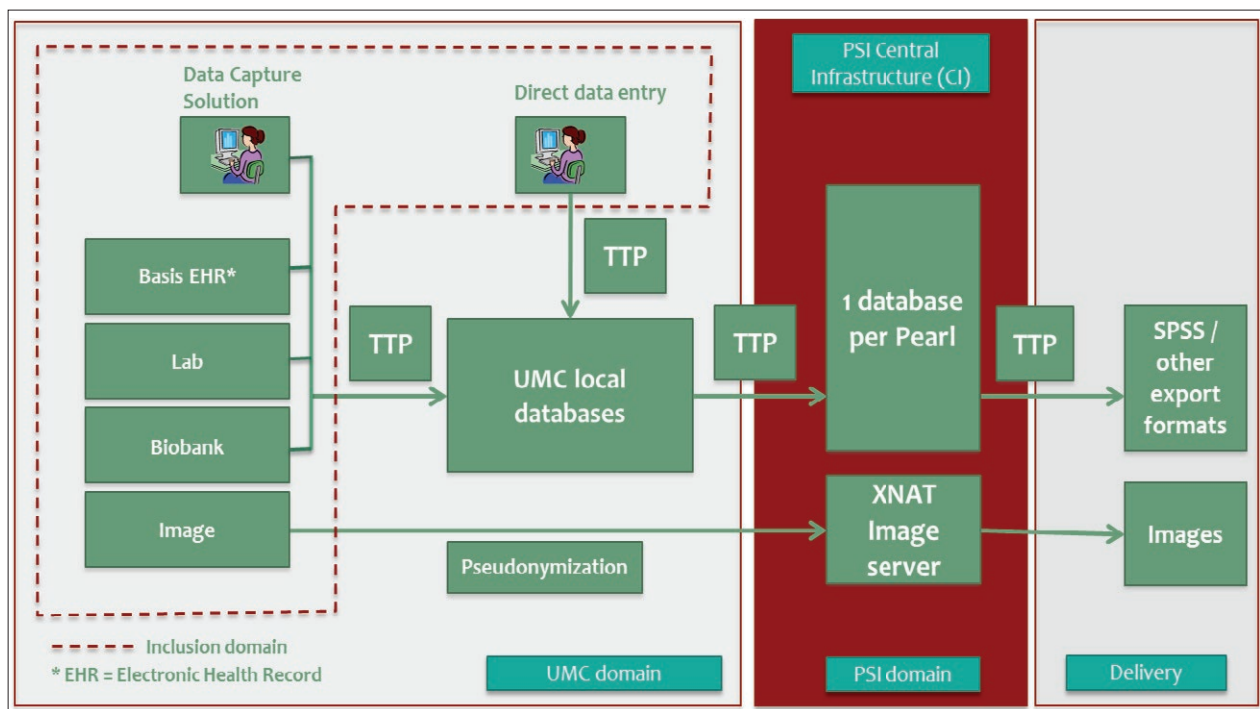 Data Capture
Solution
Direct data entry
PSI Central
Infrastructure (CI)
TTP
Basis EHR*
Lab
Biobank
Image
TTP
UMC local
databases
TTP
1 database
per Pearl
TTP
SPSS /
other
export
formats
XNAT
Image
server
Images
Pseudonymization
Inclusion domain
* EHR = Electronic Health Record
UMC domain
PSI domain
Delivery